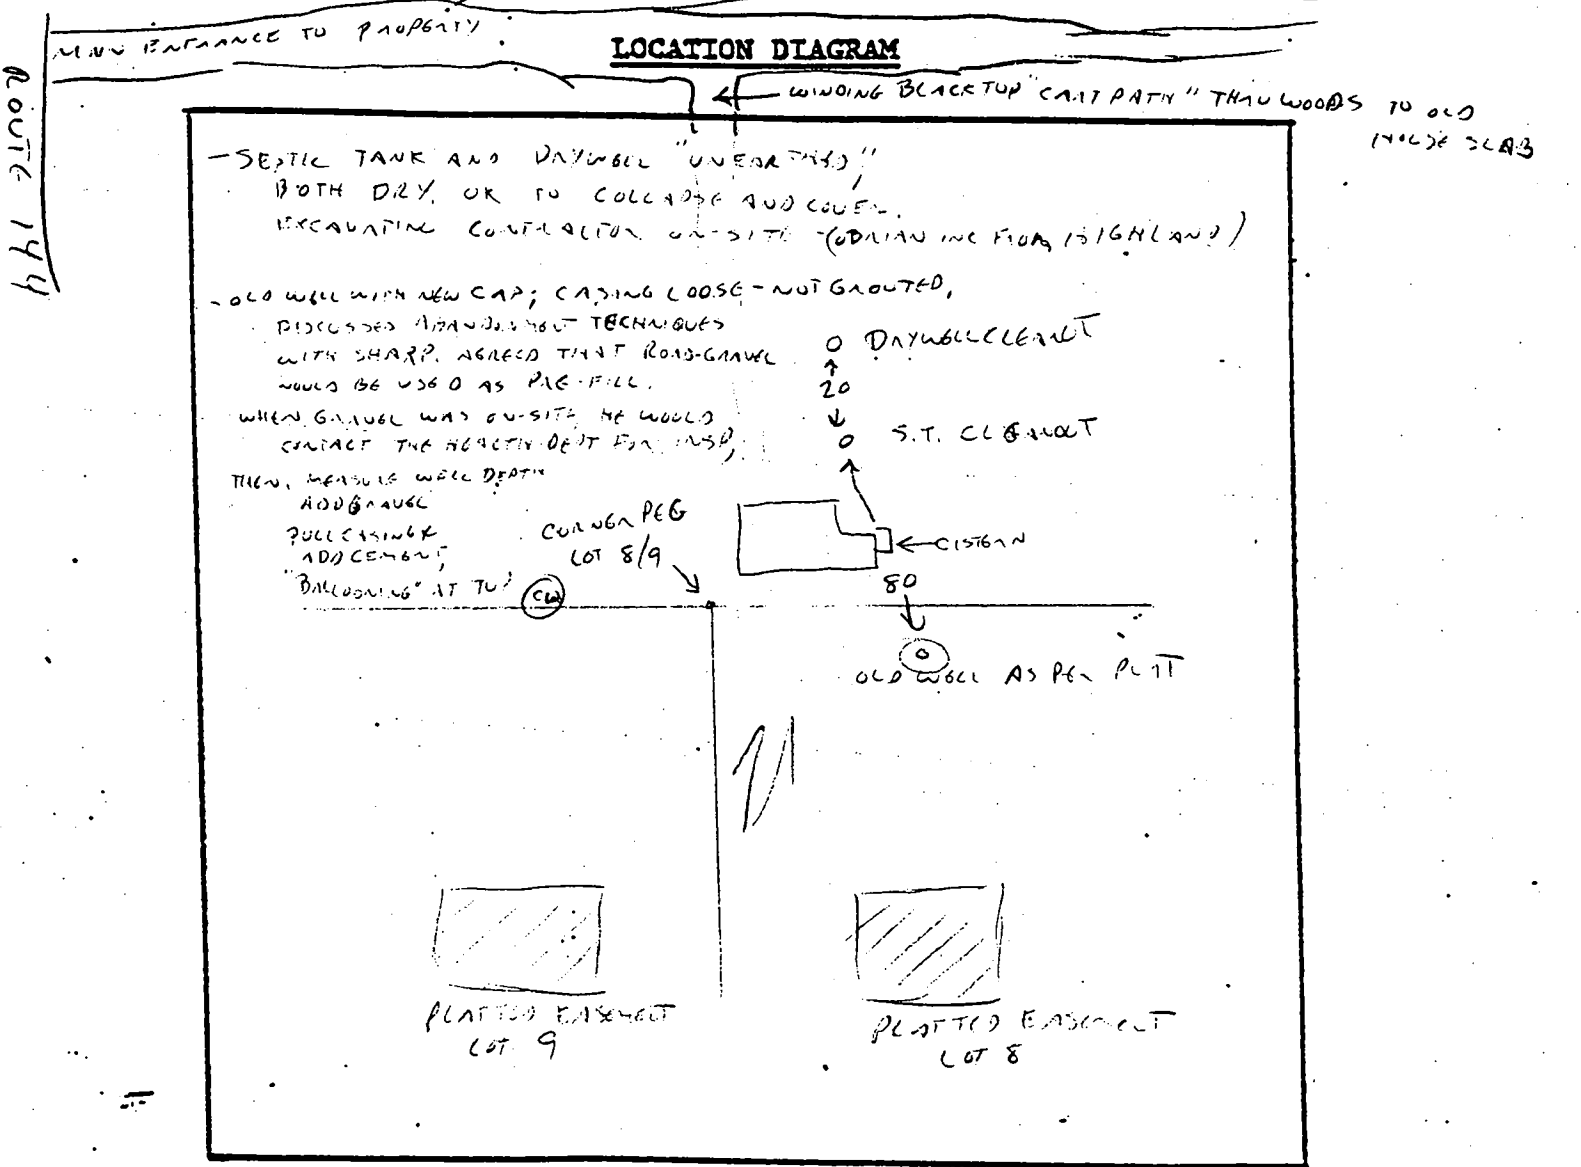 MAIN ENTRANCE TO PROPERTY
LOCATION DIAGRAM
ROUTE 144
WINDING BLACKTOP "CART PATH" THRU WOODS TO OLD
HOUSE SLAB
- SEPTIC TANK AND DRYWELL "UNEARTHED",
BOTH DRY. OK TO COLLAPSE AND COVER.
EXCAVATING CONTRACTOR ON-SITE - ( INC FROM HIGHLAND)
- OLD WELL WITH NEW CAP; CASING LOOSE - NOT GROUTED,
DISCUSSED ABANDONMENT TECHNIQUES
WITH SHARP. AGREED THAT ROAD-GRAVEL
WOULD BE USED AS PRE-FILL.
WHEN GRAVEL WAS ON-SITE HE WOULD
CONTACT THE HEALTH DEPT FOR INSP,
THEN, MEASURE WELL DEPTH
ADD GRAVEL
PULL CASING &
ADD CEMENT,
"BALLOONING" AT TOP
DRYWELL CLEANOUT
20
S.T. CLEANOUT
CORNER PEG
LOT 8/9
CISTERN
80
OLD WELL AS PER PLAT
PLATTED EASEMENT
LOT 9
PLATTED EASEMENT
LOT 8